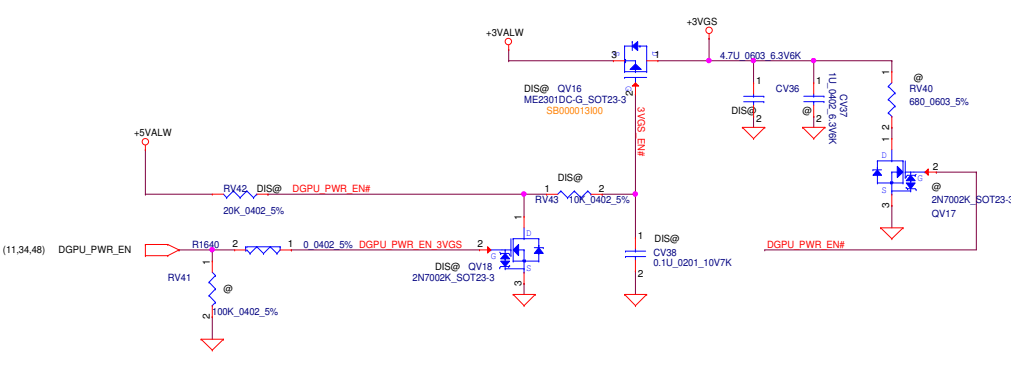 +3VALW
+3VGS
3
1
4.7U_0603_6.3V6K
DIS@ QV16
ME2301DC-G_SOT23-3
SB000013I00
2
3VGS_EN#
1
CV36
DIS@
2
1
CV37
1U_0402_6.3V6K
@
2
1
@
RV40
680_0603_5%
2
+5VALW
RV42 DIS@ DGPU_PWR_EN#
20K_0402_5%
DIS@
1 2
RV43 10K_0402_5%
D
G
S
2
@
2N7002K_SOT23-3
QV17
3
1
(11,34,48) DGPU_PWR_EN
R1640 2 1 0_0402_5% DGPU_PWR_EN_3VGS 2
D
G
S
DIS@ QV18
2N7002K_SOT23-3
3
1
DIS@
CV38
0.1U_0201_10V7K
2
DGPU_PWR_EN#
RV41
1
@
100K_0402_5%
2